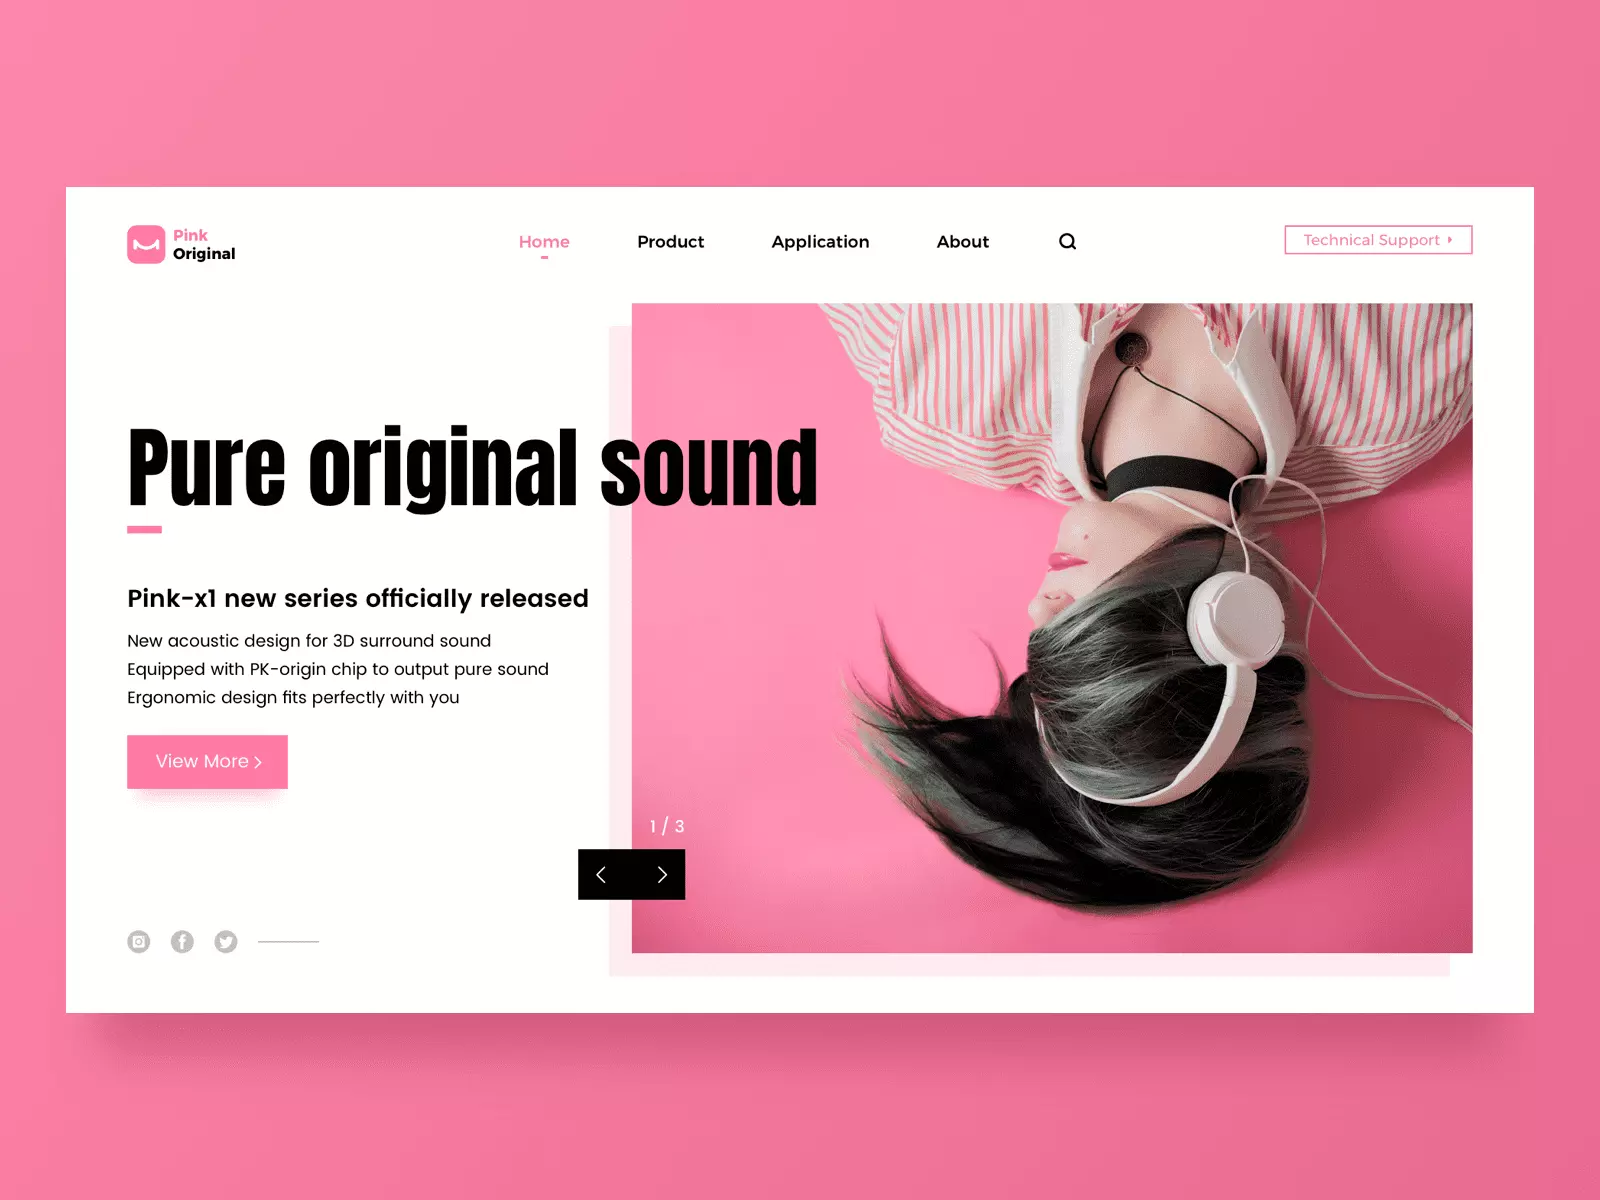 Pink
Original
Home
Product
Application
About
Technical Support
Pure original sound
Pink-x1 new series officially released
New acoustic design for 3D surround sound
Equipped with PK-origin chip to output pure sound
Ergonomic design fits perfectly with you
View More
1 / 3